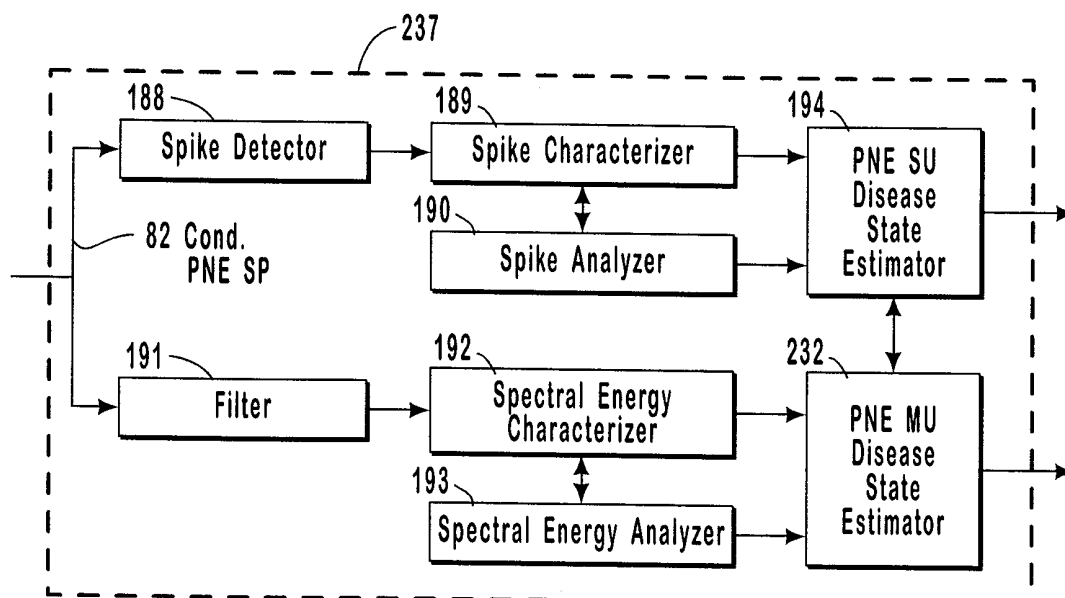 237
188
Spike Detector
189
Spike Characterizer
194
PNE SU
Disease
State
Estimator
190
Spike Analyzer
82 Cond.
PNE SP
191
Filter
192
Spectral Energy
Characterizer
232
PNE MU
Disease
State
Estimator
193
Spectral Energy Analyzer